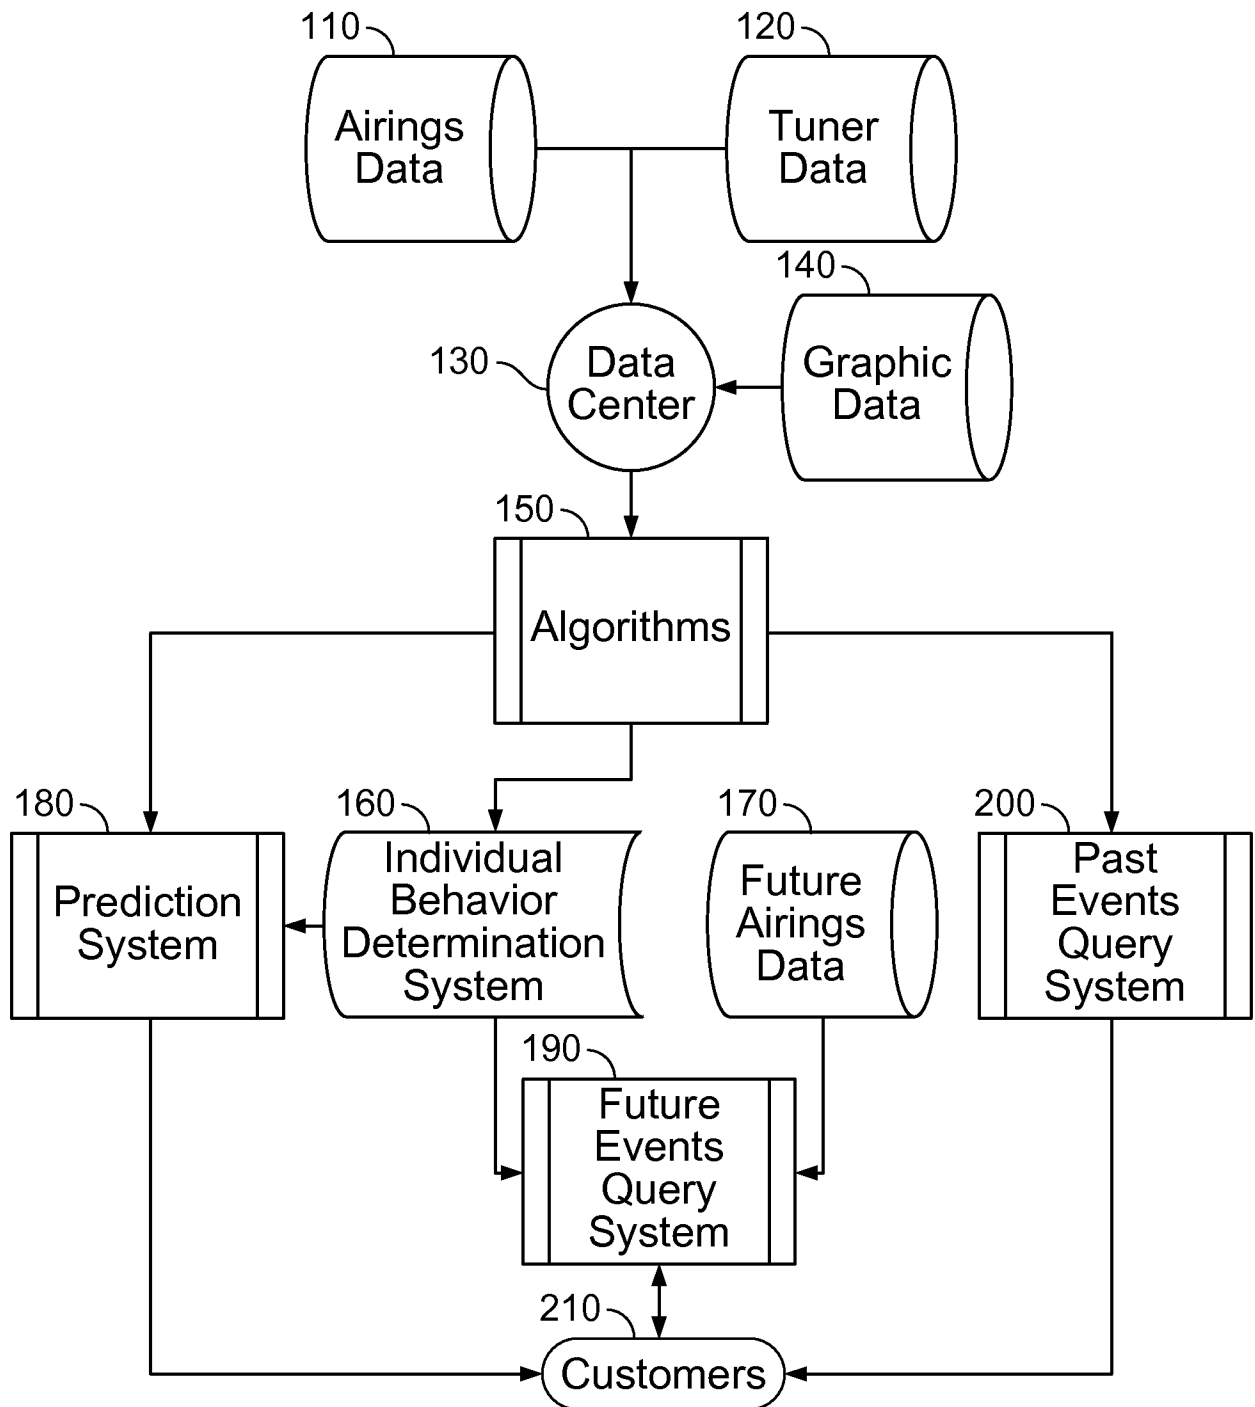 110
Airings
Data
120
Tuner
Data
130
Data
Center
140
Graphic
Data
150
Algorithms
180
Prediction
System
160
Individual
Behavior
Determination
System
170
Future
Airings
Data
200
Past
Events
Query
System
190
Future
Events
Query
System
210
Customers